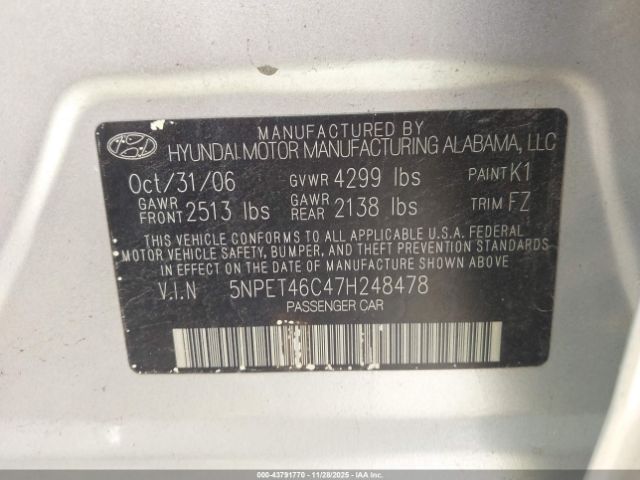 MANUFACTURED BY
HYUNDAI MOTOR MANUFACTURING ALABAMA, LLC
Oct/31/06 GVWR 4299 lbs PAINT K1
GAWR FRONT 2513 lbs GAWR REAR 2138 lbs TRIM FZ
THIS VEHICLE CONFORMS TO ALL APPLICABLE U.S.A. FEDERAL
MOTOR VEHICLE SAFETY, BUMPER, AND THEFT PREVENTION STANDARDS
IN EFFECT ON THE DATE OF MANUFACTURE SHOWN ABOVE
V.I.N 5NPET46C47H248478
PASSENGER CAR
000-43791770 - 11/28/2025 - IAAI.COM